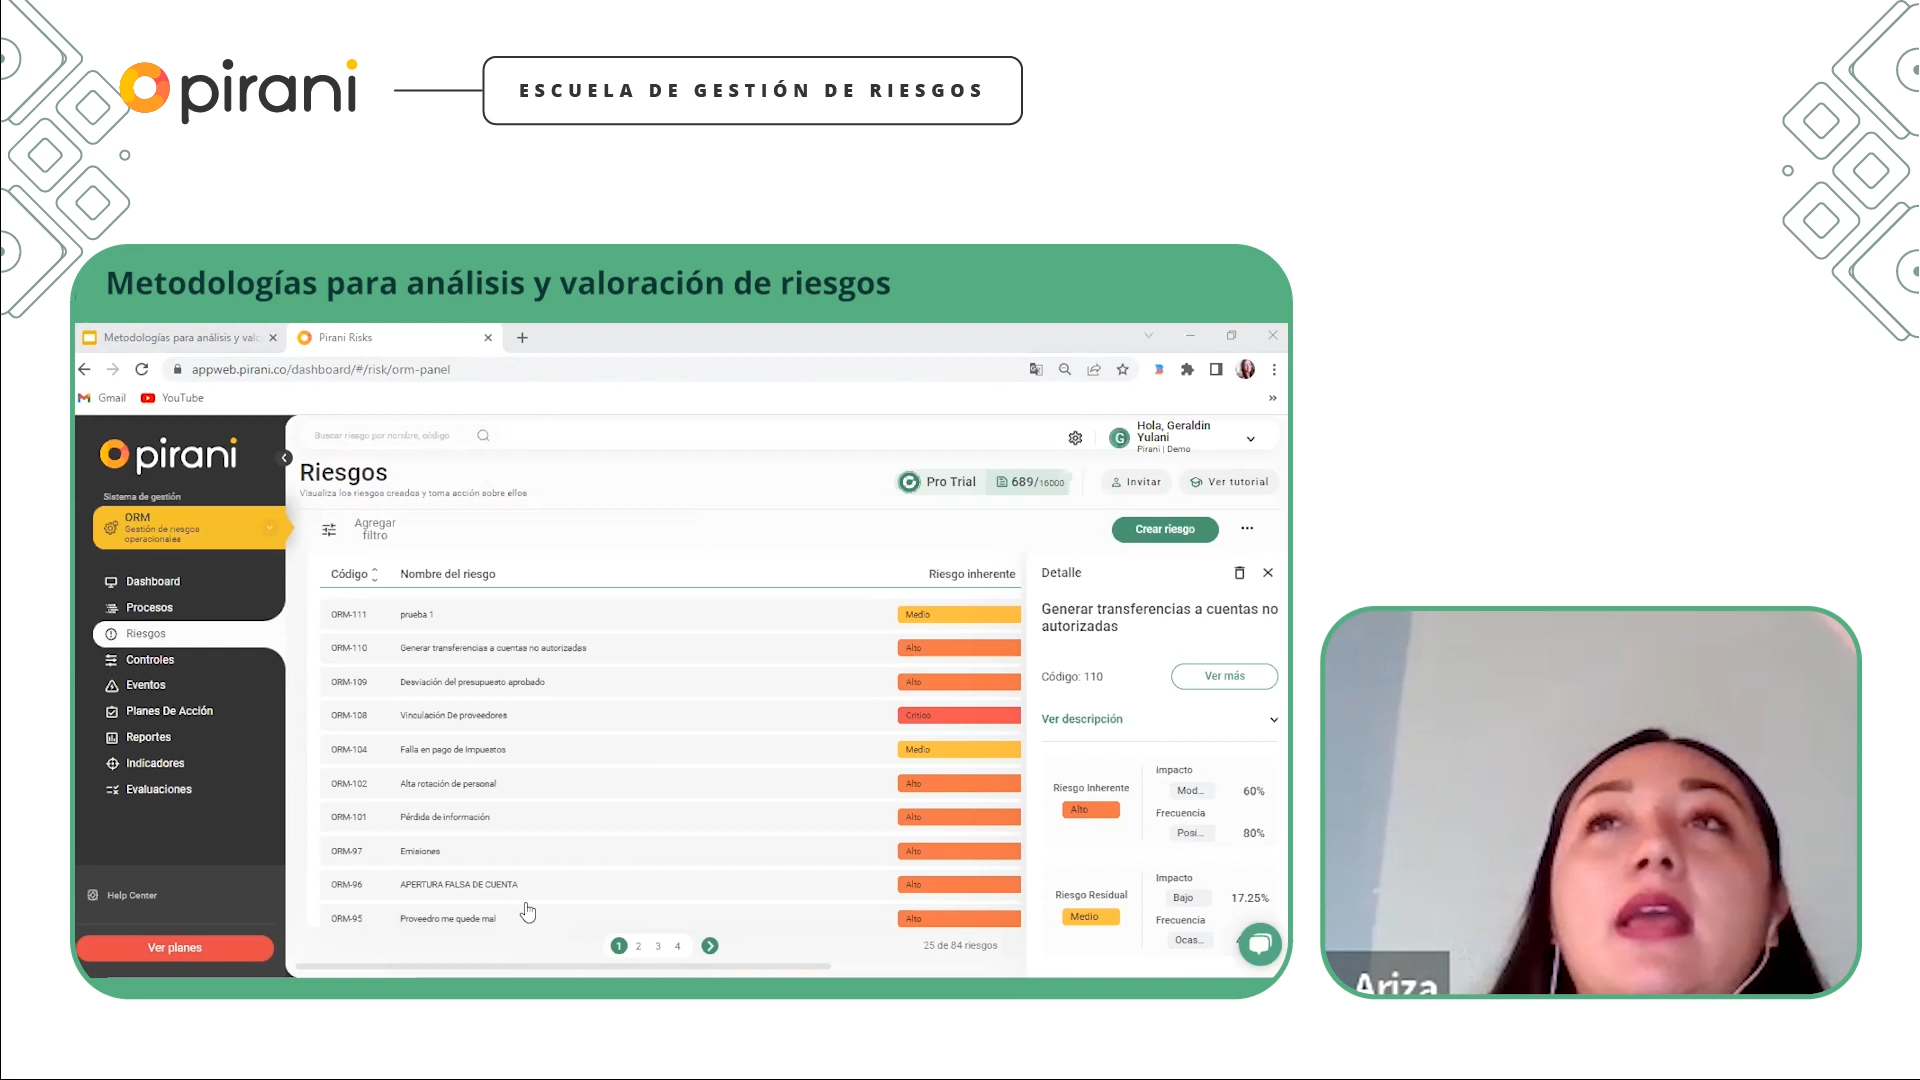 pirani
ESCUELA DE GESTIÓN DE RIESGOS
Metodologías para análisis y valoración de riesgos
Metodologías para análisis y valo
Pirani Risks
appweb.pirani.co/dashboard/#/risk/orm-panel
Gmail
YouTube
»
pirani
Sistema de gestión
ORM
Gestión de riesgos
operacionales
Dashboard
Procesos
Riesgos
Controles
Eventos
Planes De Acción
Reportes
Indicadores
Evaluaciones
Help Center
Ver planes
Buscar riesgo por nombre, código
G
Hola, Geraldin
Yulani
Pirani | Demo
Riesgos
Visualiza los riesgos creados y toma acción sobre ellos
Pro Trial
689/16000
Invitar
Ver tutorial
Agregar
filtro
Crear riesgo
Código
Nombre del riesgo
Riesgo inherente
ORM-111 prueba 1 Medio
ORM-110 Generar transferencias a cuentas no autorizadas Alto
ORM-109 Desviación del presupuesto aprobado Alto
ORM-108 Vinculación De proveedores Crítico
ORM-104 Falla en pago de Impuestos Medio
ORM-102 Alta rotación de personal Alto
ORM-101 Pérdida de información Alto
ORM-97 Emisiones Alto
ORM-96 APERTURA FALSA DE CUENTA Alto
ORM-95 Proveedro me quede mal Alto
1 2 3 4
25 de 84 riesgos
Detalle
Generar transferencias a cuentas no
autorizadas
Código: 110
Ver más
Ver descripción
Riesgo Inherente
Alto
Impacto
Mod... 60%
Frecuencia
Posi... 80%
Riesgo Residual
Medio
Impacto
Bajo 17.25%
Frecuencia
Ocas...
Ariza